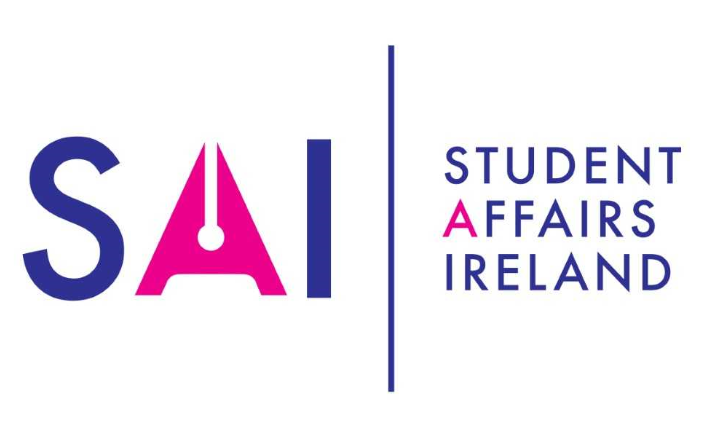 SAI
STUDENT
AFFAIRS
IRELAND